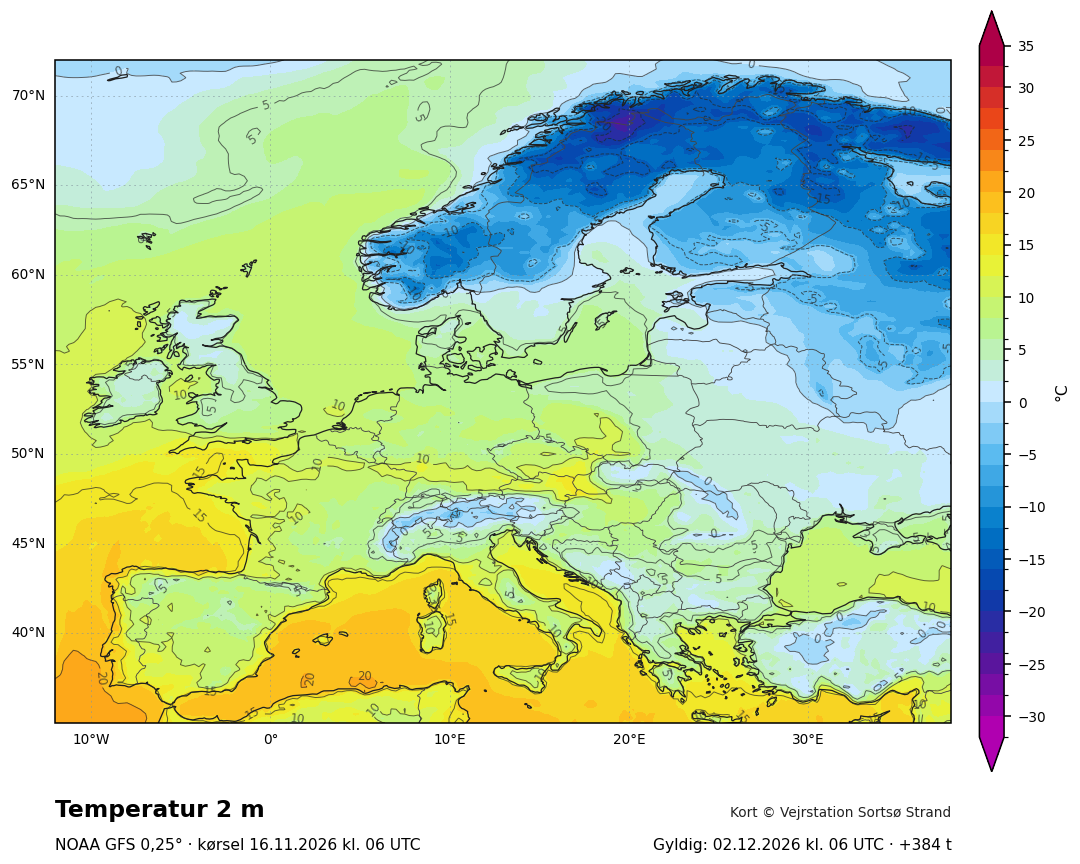 70°N
65°N
60°N
55°N
50°N
45°N
40°N
10°W
0°
10°E
20°E
30°E
35
30
25
20
15
10
5
0
−5
−10
−15
−20
−25
−30
°C
Temperatur 2 m
Kort © Vejrstation Sortsø Strand
NOAA GFS 0,25° · kørsel 16.11.2026 kl. 06 UTC
Gyldig: 02.12.2026 kl. 06 UTC · +384 t